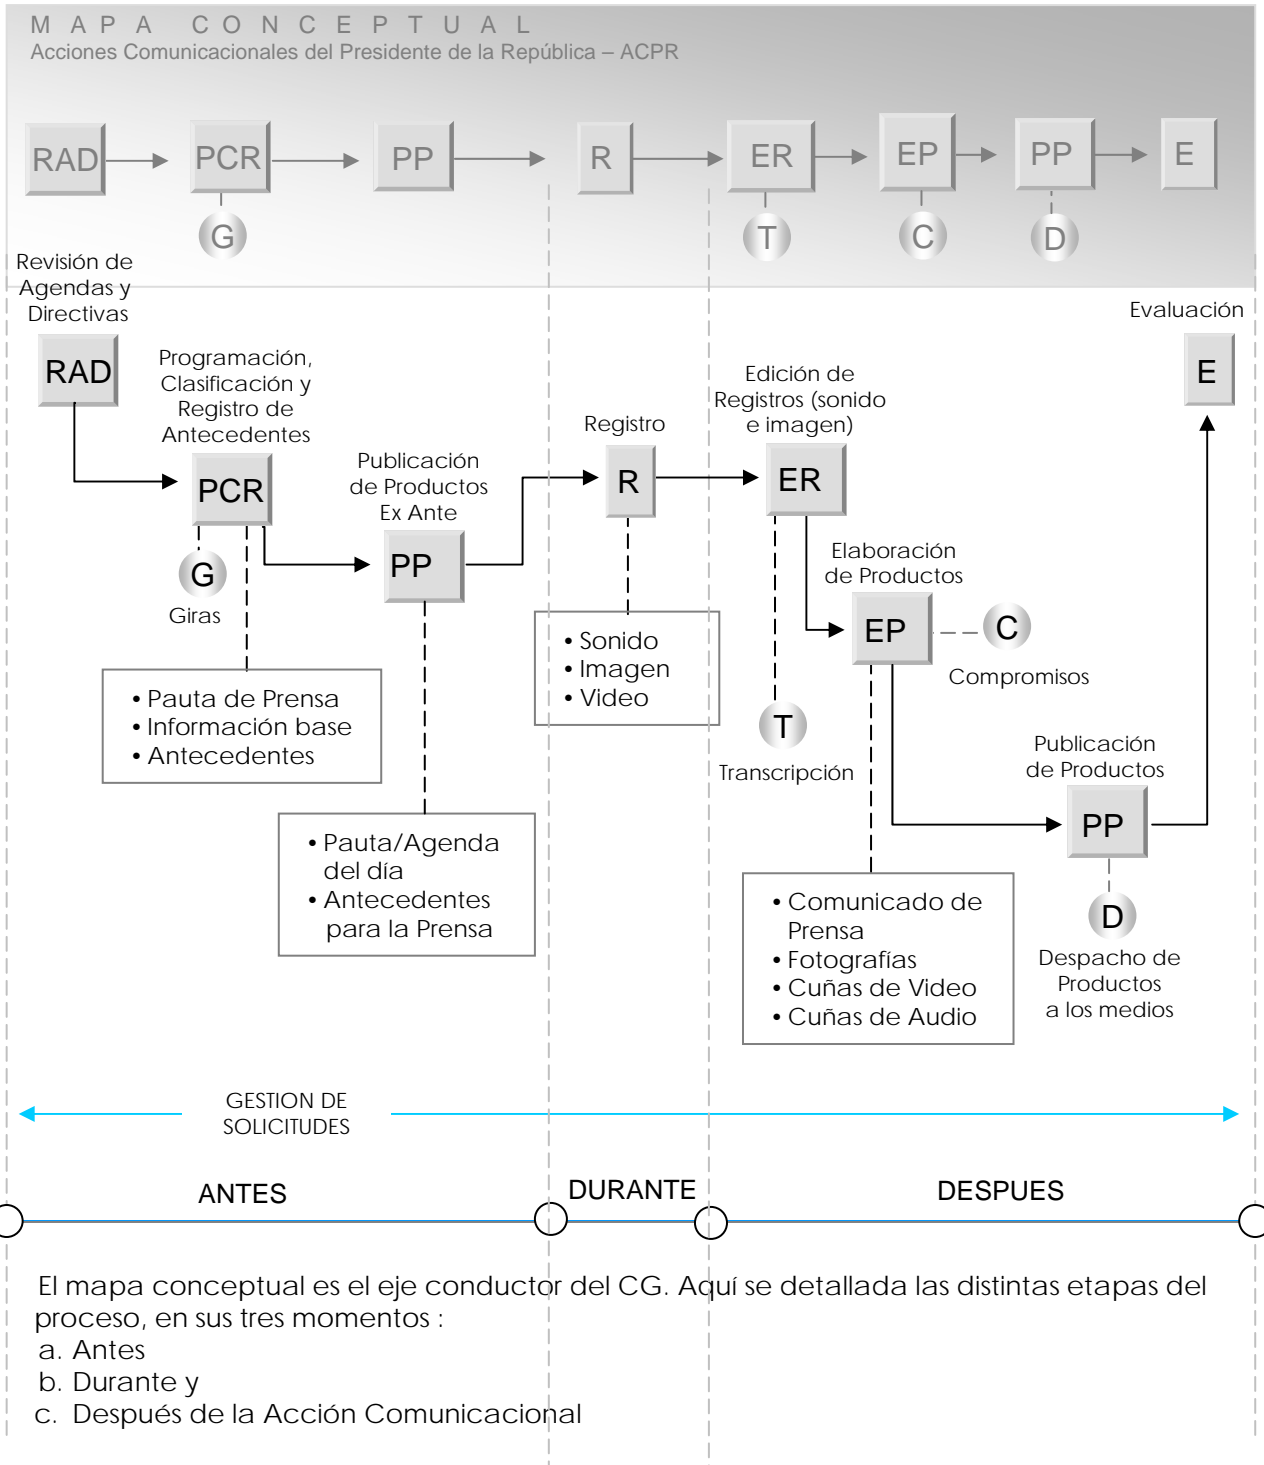 MAPA CONCEPTUAL
Acciones Comunicacionales del Presidente de la República – ACPR
RAD
PCR
PP
R
ER
EP
PP
E
G
T
C
D
Revisión de
Agendas y
Directivas
RAD
Programación,
Clasificación y
Registro de
Antecedentes
PCR
G
Giras
• Pauta de Prensa
• Información base
• Antecedentes
Publicación
de Productos
Ex Ante
PP
• Pauta/Agenda
del día
• Antecedentes
para la Prensa
Registro
R
• Sonido
• Imagen
• Video
Edición de
Registros (sonido
e imagen)
ER
T
Transcripción
Elaboración
de Productos
EP
C
Compromisos
• Comunicado de
Prensa
• Fotografías
• Cuñas de Video
• Cuñas de Audio
Publicación
de Productos
PP
D
Despacho de
Productos
a los medios
Evaluación
E
GESTION DE
SOLICITUDES
ANTES
DURANTE
DESPUES
El mapa conceptual es el eje conductor del CG. Aquí se detallada las distintas etapas del
proceso, en sus tres momentos :
a. Antes
b. Durante y
c. Después de la Acción Comunicacional